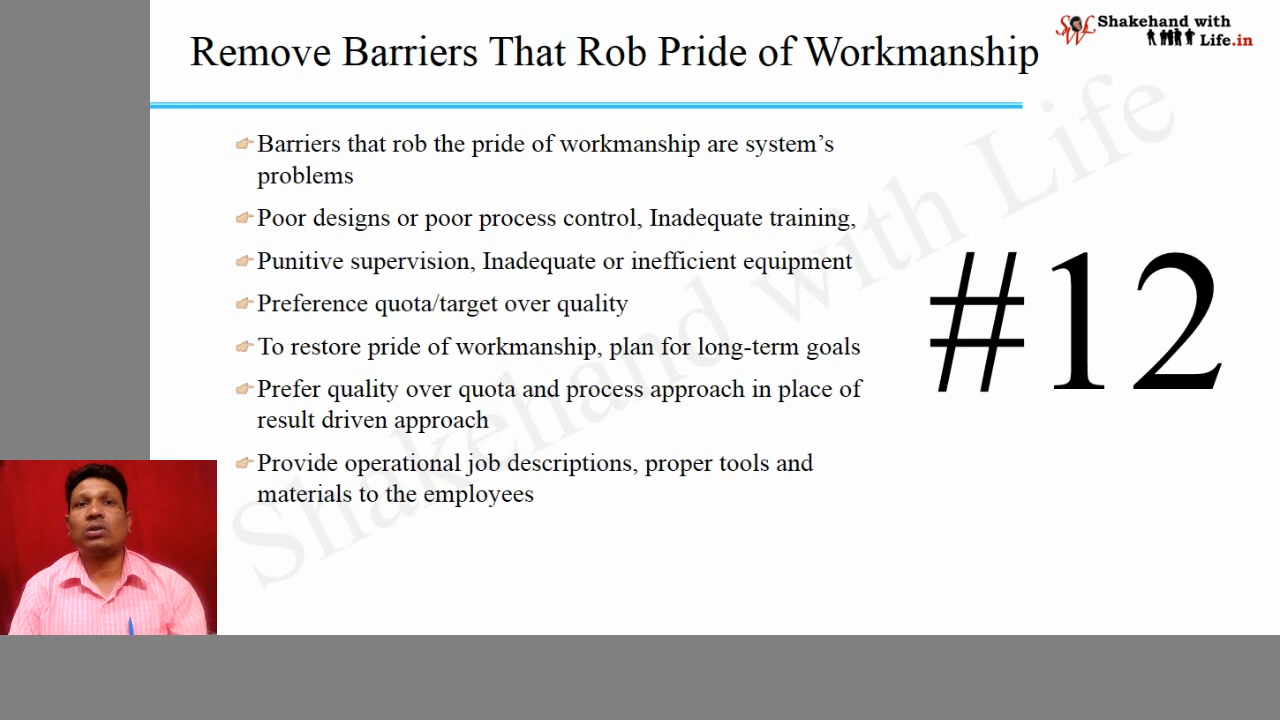 Remove Barriers That Rob Pride of Workmanship
Shakehand with
Life.in
Barriers that rob the pride of workmanship are system’s
problems
Poor designs or poor process control, Inadequate training,
Punitive supervision, Inadequate or inefficient equipment
Preference quota/target over quality
To restore pride of workmanship, plan for long-term goals
Prefer quality over quota and process approach in place of
result driven approach
Provide operational job descriptions, proper tools and
materials to the employees
#12
Shakehand with Life